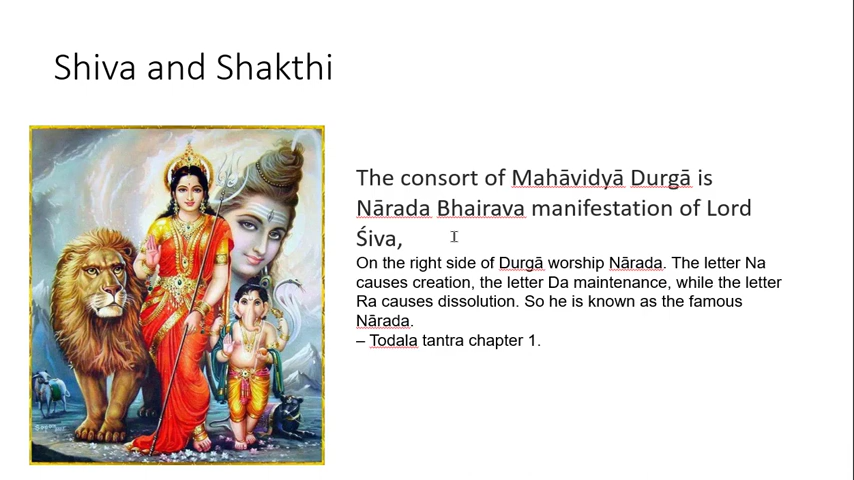 Shiva and Shakthi
The consort of Mahāvidyā Durgā is
Nārada Bhairava manifestation of Lord
Śiva,
On the right side of Durgā worship Nārada. The letter Na
causes creation, the letter Da maintenance, while the letter
Ra causes dissolution. So he is known as the famous
Nārada.
– Todala tantra chapter 1.